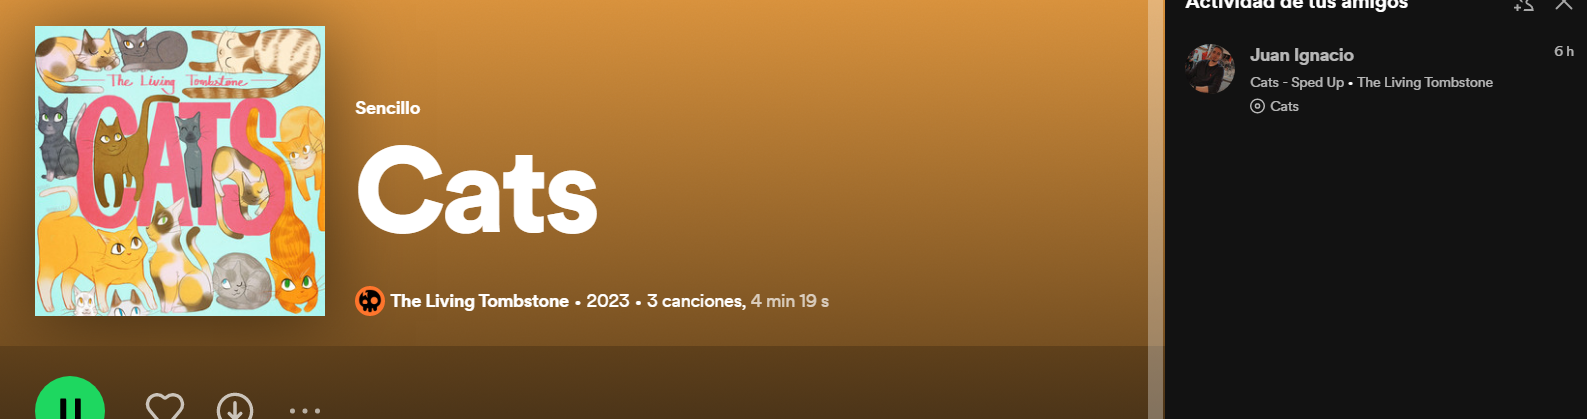 The Living Tombstone
CATS
Sencillo
Cats
The Living Tombstone • 2023 • 3 canciones, 4 min 19 s
Actividad de tus amigos
Juan Ignacio
6 h
Cats - Sped Up • The Living Tombstone
Cats